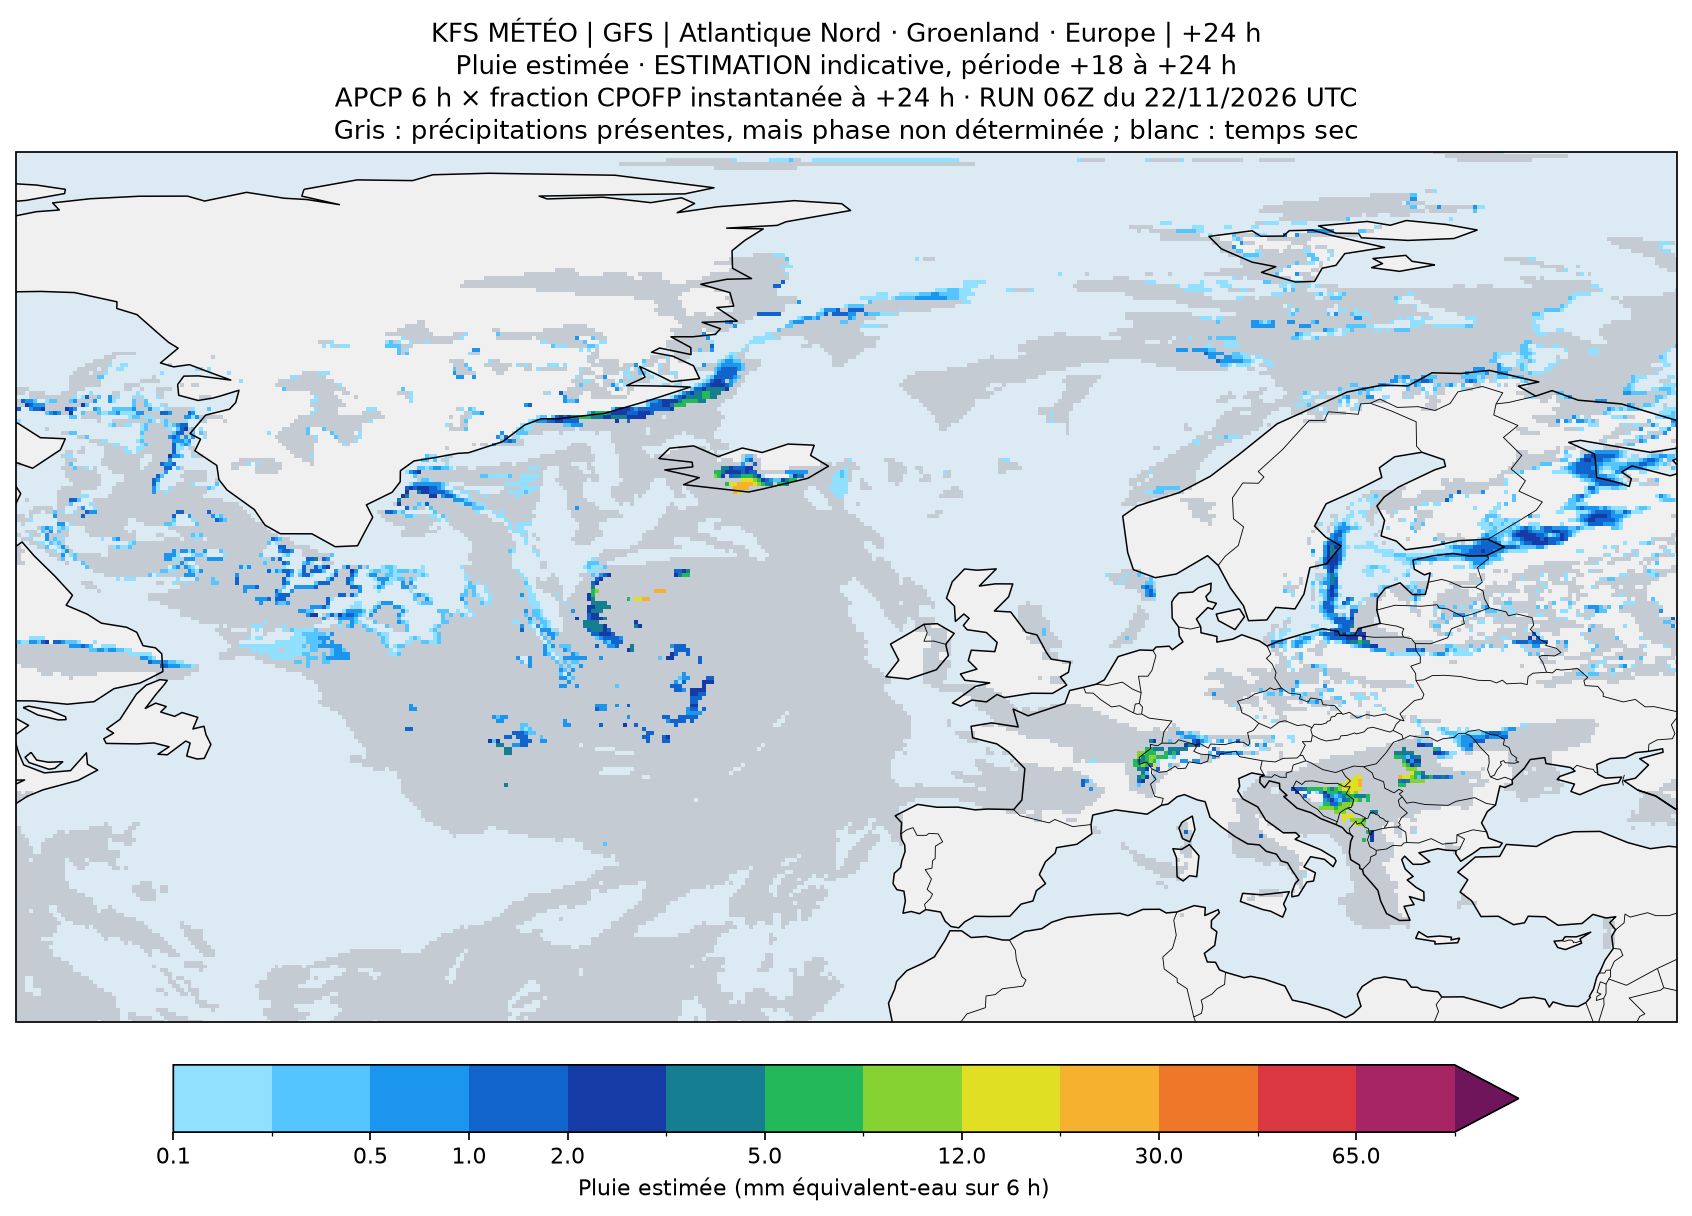 KFS MÉTÉO | GFS | Atlantique Nord · Groenland · Europe | +24 h
Pluie estimée · ESTIMATION indicative, période +18 à +24 h
APCP 6 h × fraction CPOFP instantanée à +24 h · RUN 06Z du 22/11/2026 UTC
Gris : précipitations présentes, mais phase non déterminée ; blanc : temps sec
0.1 0.5 1.0 2.0 5.0 12.0 30.0 65.0
Pluie estimée (mm équivalent-eau sur 6 h)